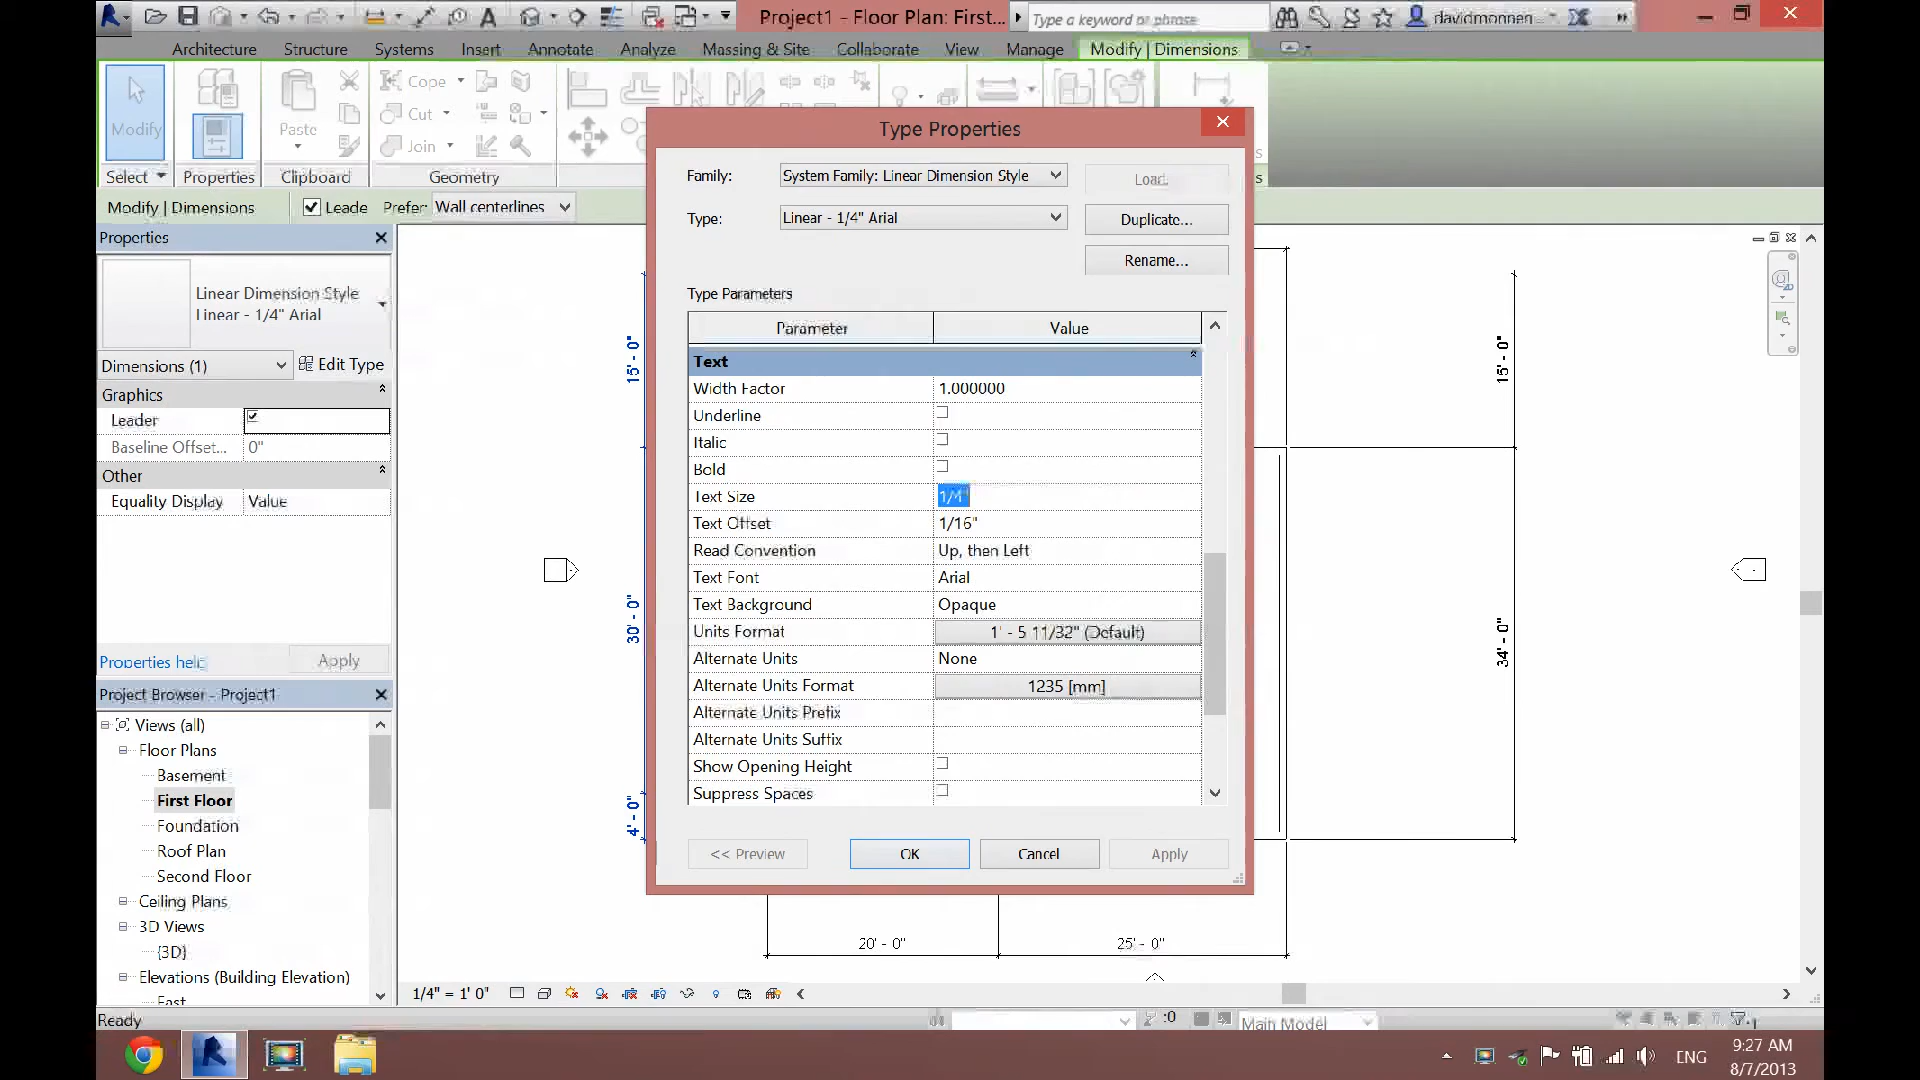 Project1 - Floor Plan: First...
Type a keyword or phrase
davidmonnen...
Architecture Structure Systems Insert Annotate Analyze Massing & Site Collaborate View Manage Modify | Dimensions
Modify
Cope
Cut
Join
Paste
Select Properties Clipboard Geometry
Modify | Dimensions
Leade Prefer: Wall centerlines
Properties
Linear Dimension Style
Linear - 1/4" Arial
Dimensions (1) Edit Type
Graphics
Leader
Baseline Offset... 0"
Other
Equality Display Value
Properties help Apply
Project Browser - Project1
Views (all)
Floor Plans
Basement
First Floor
Foundation
Roof Plan
Second Floor
Ceiling Plans
3D Views
{3D}
Elevations (Building Elevation)
East
Type Properties
Family: System Family: Linear Dimension Style Load...
Type: Linear - 1/4" Arial Duplicate...
Rename...
Type Parameters
Parameter Value
Text
Width Factor 1.000000
Underline
Italic
Bold
Text Size 1/4"
Text Offset 1/16"
Read Convention Up, then Left
Text Font Arial
Text Background Opaque
Units Format 1' - 5 11/32" (Default)
Alternate Units None
Alternate Units Format 1235 [mm]
Alternate Units Prefix
Alternate Units Suffix
Show Opening Height
Suppress Spaces
<< Preview OK Cancel Apply
15' - 0"
30' - 0"
4' - 0"
15' - 0"
34' - 0"
20' - 0" 25' - 0"
1/4" = 1' 0"
Ready
:0
Main Model
ENG
9:27 AM
8/7/2013